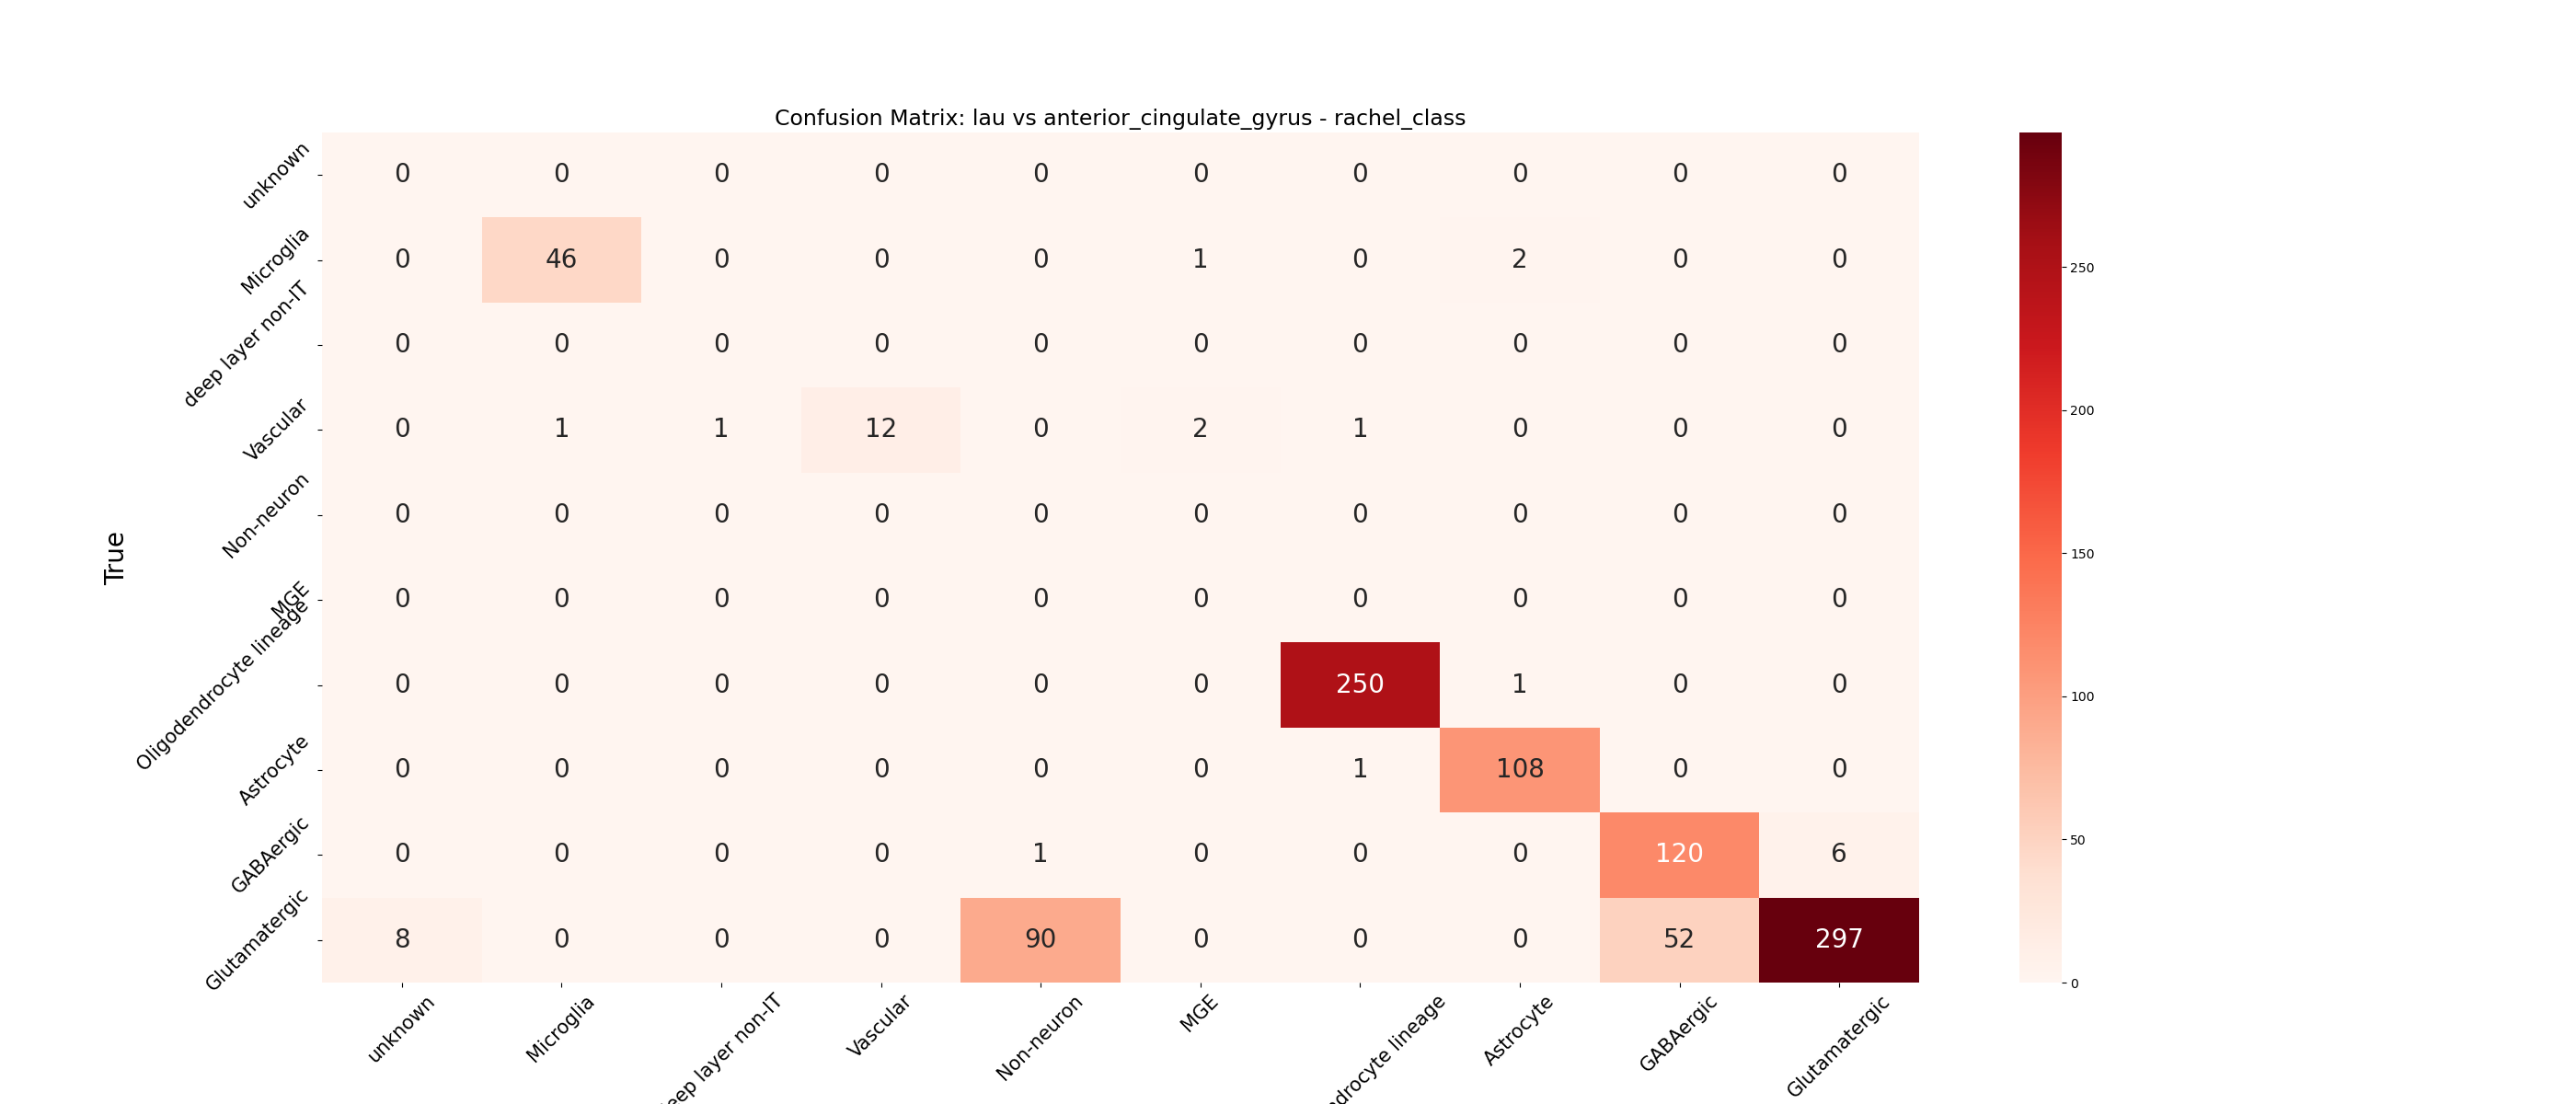 Confusion Matrix: lau vs anterior_cingulate_gyrus - rachel_class
True
unknown 0 0 0 0 0 0 0 0 0 0
Microglia 0 46 0 0 0 1 0 2 0 0
deep layer non-IT 0 0 0 0 0 0 0 0 0 0
Vascular 0 1 1 12 0 2 1 0 0 0
Non-neuron 0 0 0 0 0 0 0 0 0 0
MGE 0 0 0 0 0 0 0 0 0 0
Oligodendrocyte lineage 0 0 0 0 0 0 250 1 0 0
Astrocyte 0 0 0 0 0 0 1 108 0 0
GABAergic 0 0 0 0 1 0 0 0 120 6
Glutamatergic 8 0 0 0 90 0 0 0 52 297
unknown
Microglia
eep layer non-IT
Vascular
Non-neuron
MGE
ndrocyte lineage
Astrocyte
GABAergic
Glutamatergic
250
200
150
100
50
0